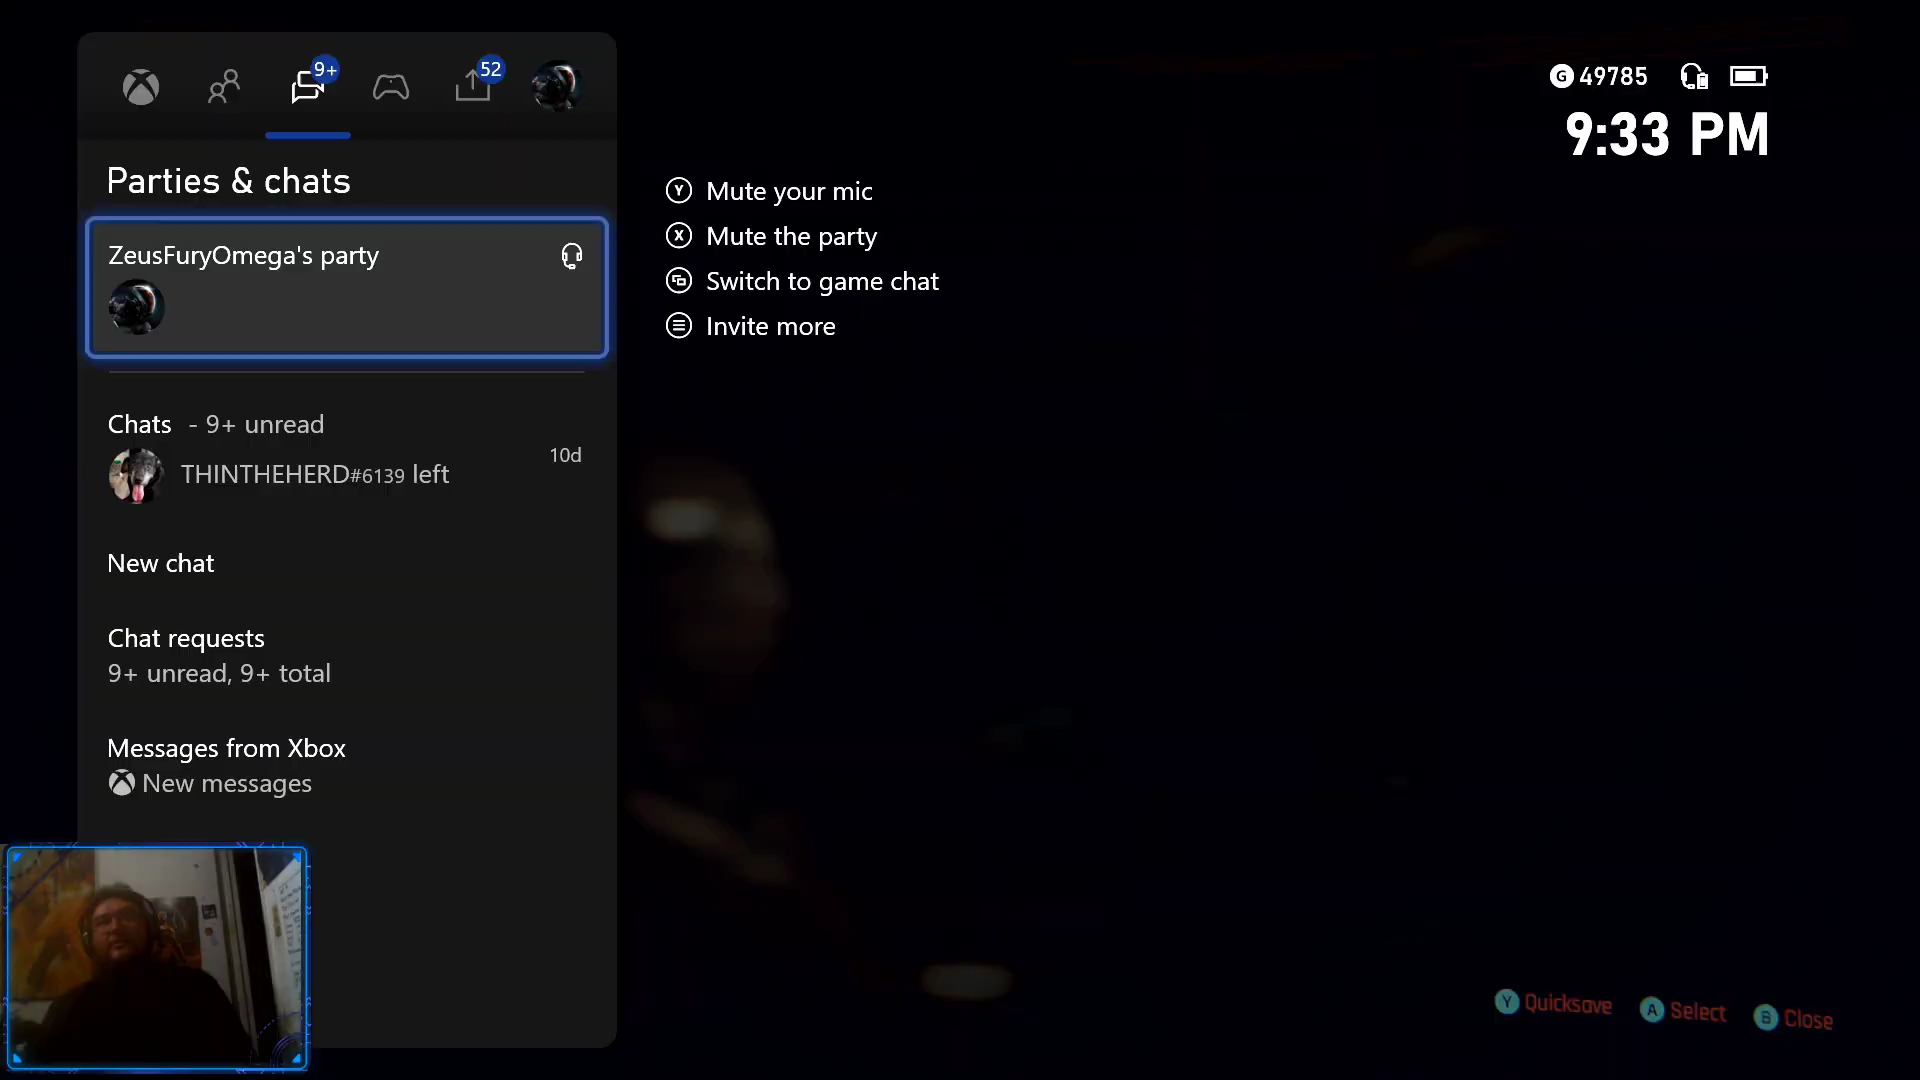 9+
52
G 49785
9:33 PM
Parties & chats
ZeusFuryOmega's party
Y Mute your mic
X Mute the party
Switch to game chat
Invite more
Chats - 9+ unread
10d
THINTHEHERD#6139 left
New chat
Chat requests
9+ unread, 9+ total
Messages from Xbox
New messages
Y Quicksave A Select B Close